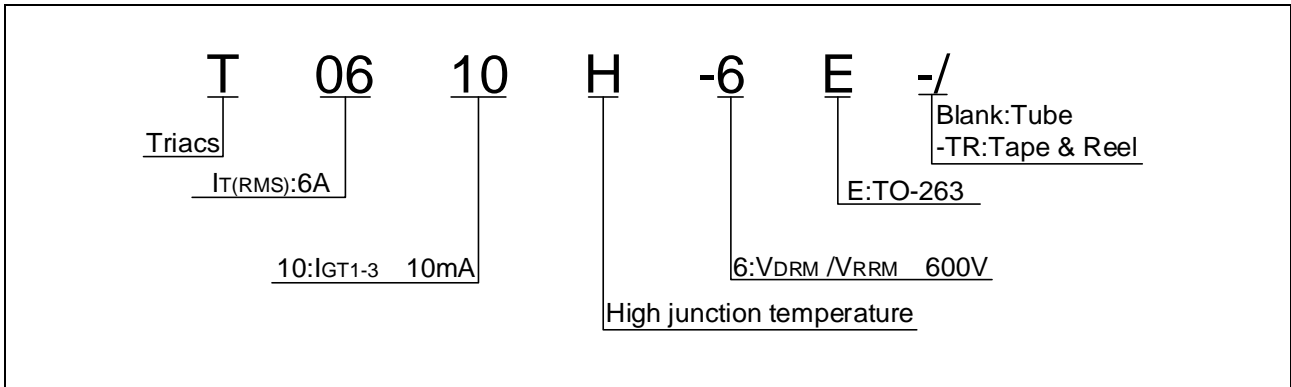 T 06 10 H -6 E -/
Blank:Tube
Triacs
-TR:Tape & Reel
IT(RMS):6A
E:TO-263
10:IGT1-3 10mA
6:VDRM /VRRM 600V
High junction temperature